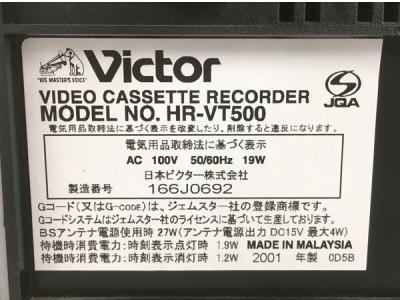 Victor
"HIS MASTER'S VOICE"
JQA
VIDEO CASSETTE RECORDER
MODEL NO. HR-VT500
電気用品取締法に基づく表示を改変したり、削除すると違反になります。
電気用品取締法に基づく表示
AC 100V 50/60Hz 19W
日本ビクター株式会社
製造番号 166J0692
Gコード(又はG-CODE)は、ジェムスター社の登録商標です。
Gコードシステムはジェムスター社のライセンスに基づいて生産しております。
BSアンテナ電源使用時27W(アンテナ電源出力 DC15V 最大4W)
待機時消費電力:時刻表示点灯時 1.9W MADE IN MALAYSIA
待機時消費電力:時刻表示消灯時 1.2W 2001 年製 0D5B